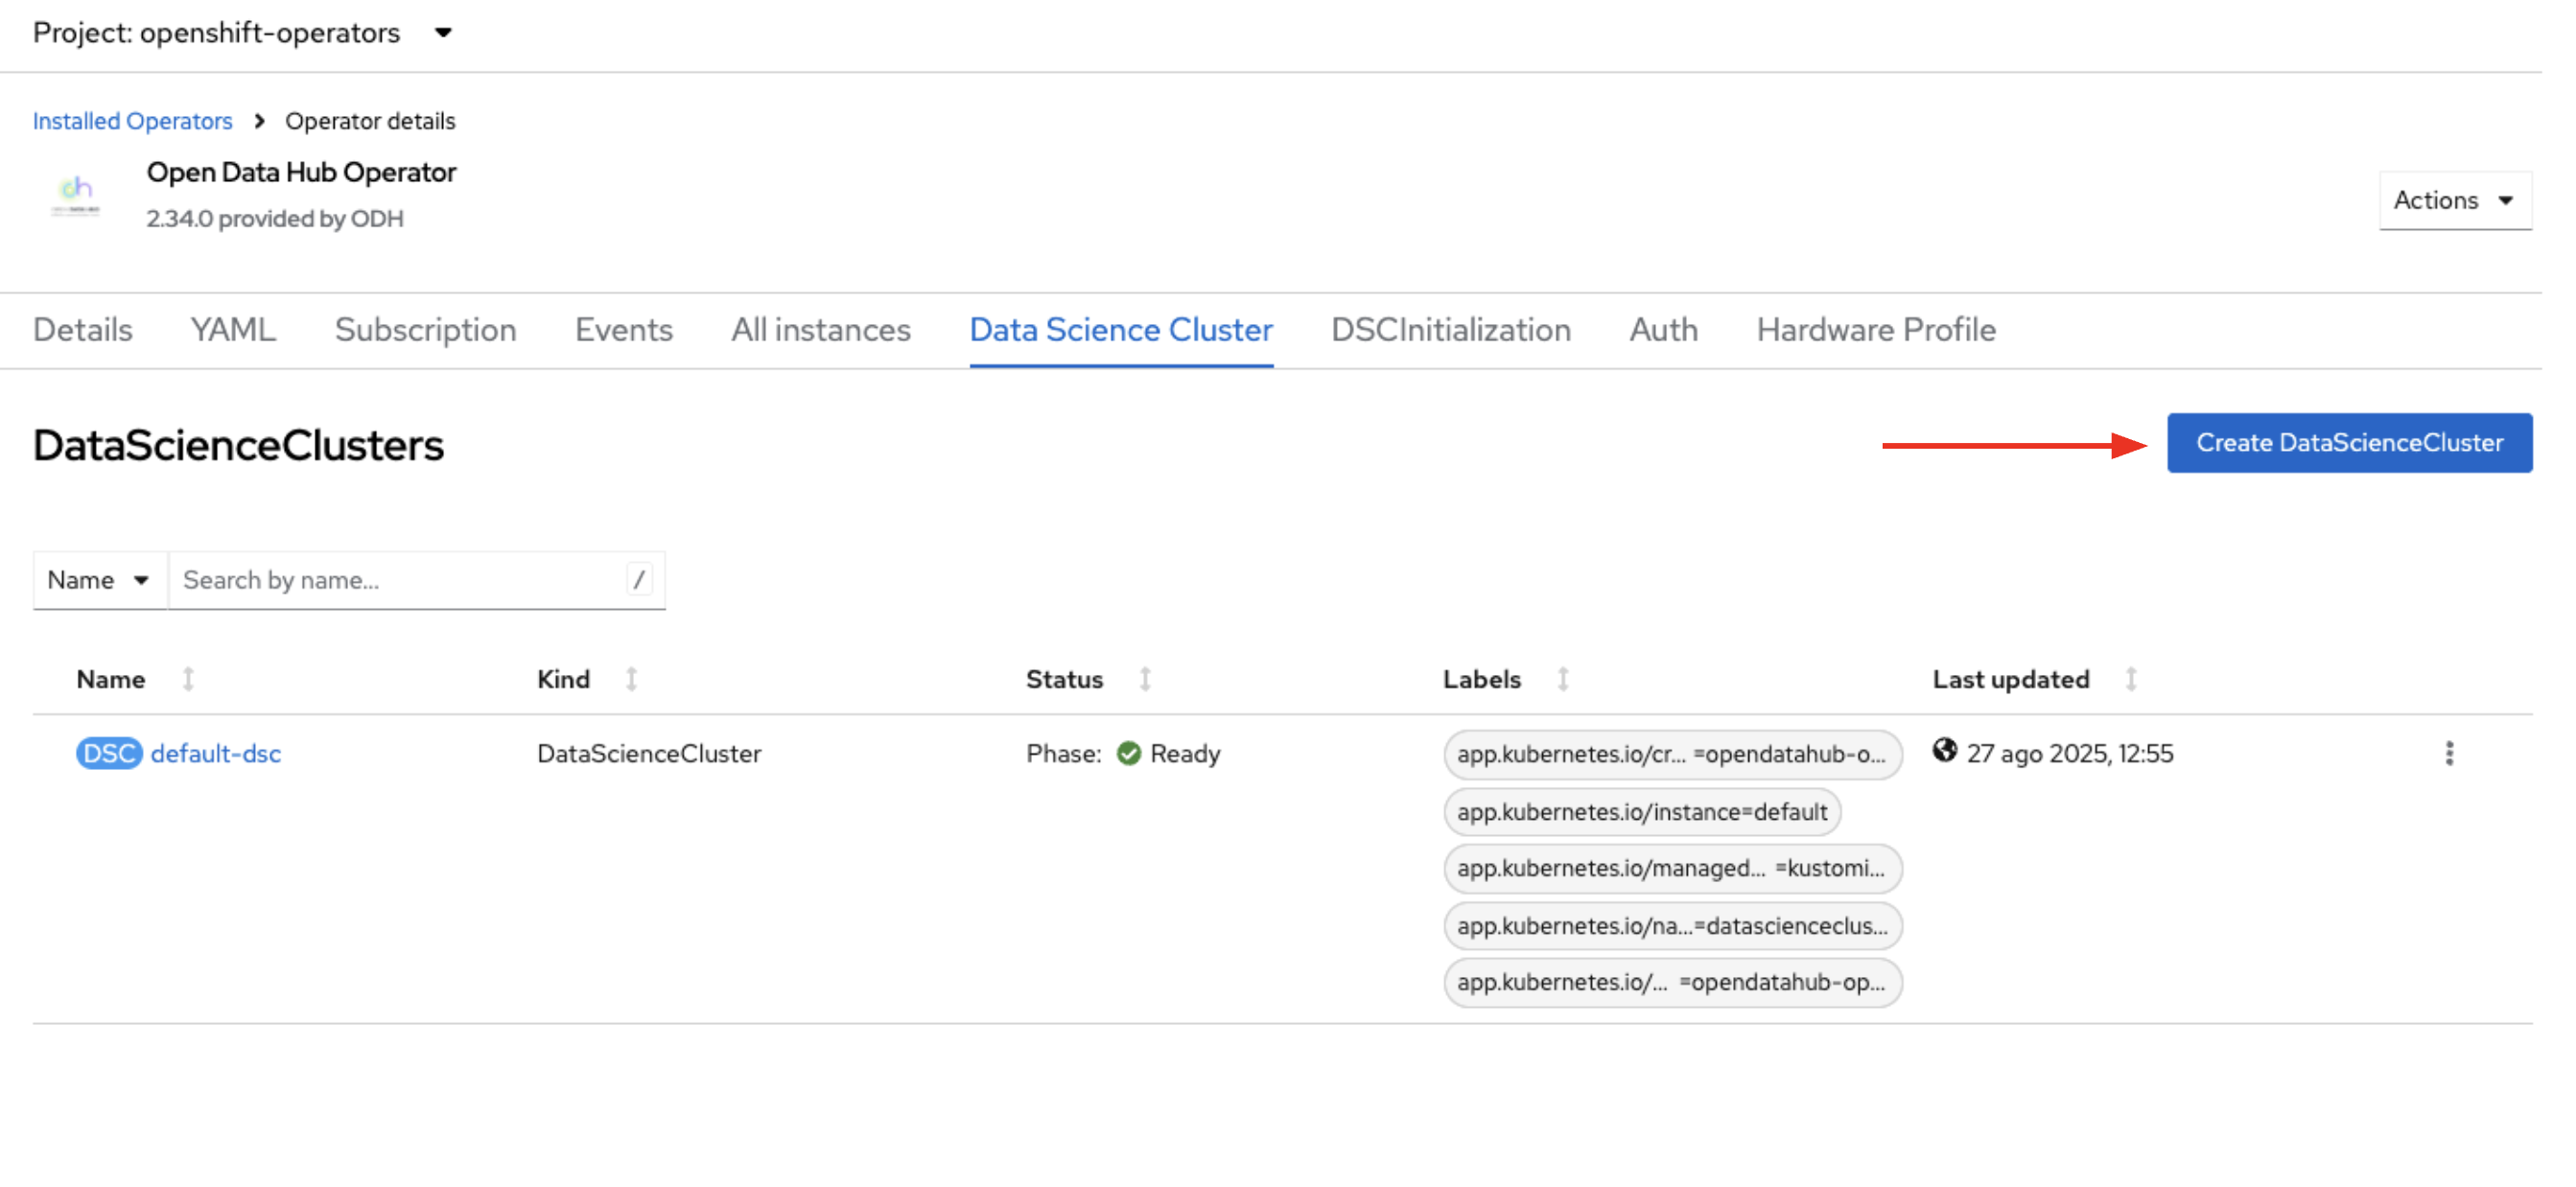 Project: openshift-operators
Installed Operators > Operator details
dh
Open Data Hub Operator
2.34.0 provided by ODH
Actions
Details YAML Subscription Events All instances Data Science Cluster DSCInitialization Auth Hardware Profile
DataScienceClusters
Create DataScienceCluster
Name Search by name... /
Name Kind Status Labels Last updated
DSC default-dsc DataScienceCluster Phase: Ready app.kubernetes.io/cr... =opendatahub-o... 27 ago 2025, 12:55
app.kubernetes.io/instance=default
app.kubernetes.io/managed... =kustomi...
app.kubernetes.io/na...=datascienceclus...
app.kubernetes.io/... =opendatahub-op...